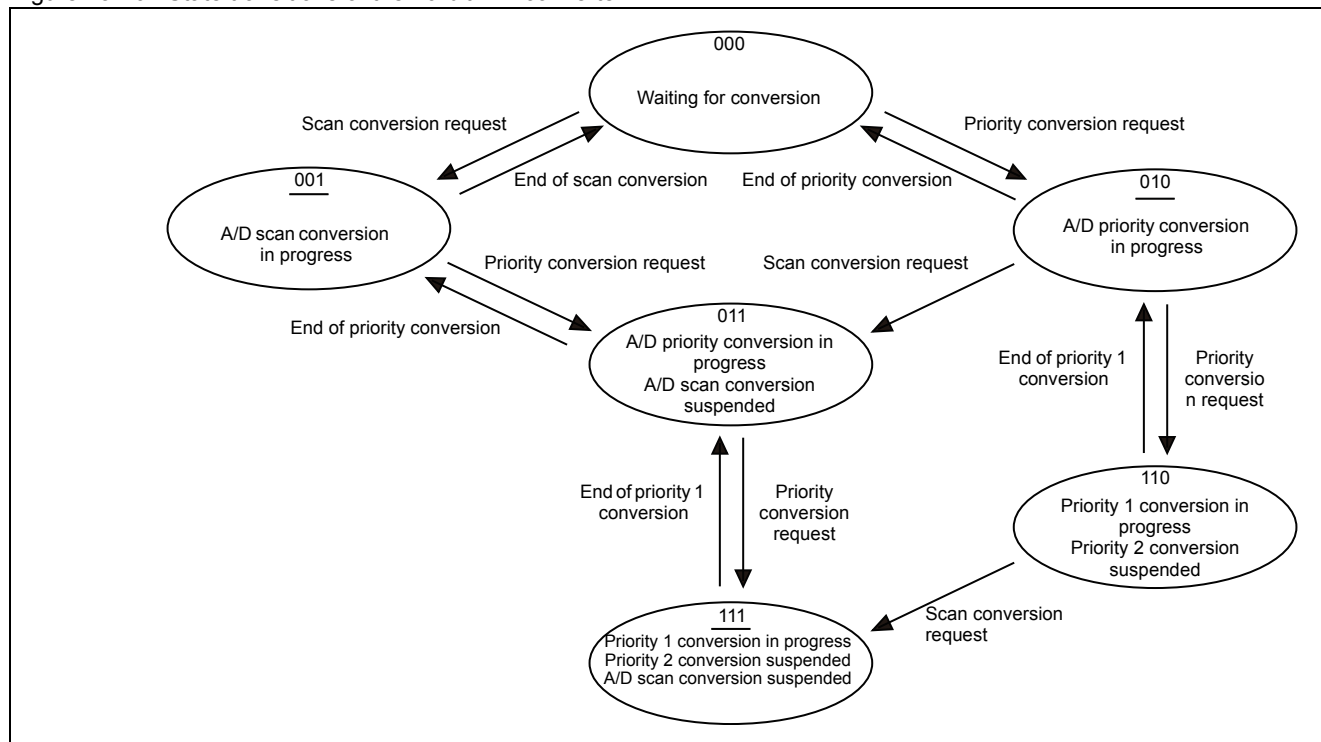 000
Waiting for conversion
Scan conversion request
Priority conversion request
End of scan conversion
End of priority conversion
001
A/D scan conversion
in progress
010
A/D priority conversion
in progress
Priority conversion request
Scan conversion request
End of priority conversion
011
A/D priority conversion in
progress
A/D scan conversion
suspended
End of priority 1
conversion
Priority
conversio
n request
End of priority 1
conversion
Priority
conversion
request
110
Priority 1 conversion in
progress
Priority 2 conversion
suspended
Scan conversion
request
111
Priority 1 conversion in progress
Priority 2 conversion suspended
A/D scan conversion suspended